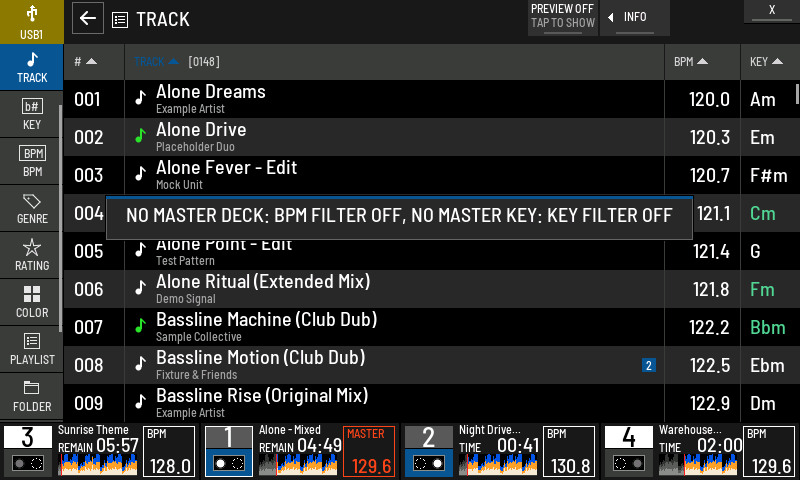 USB1
TRACK
PREVIEW OFF
TAP TO SHOW
INFO
X
TRACK
# TRACK [0148] BPM KEY
KEY
BPM
GENRE
RATING
COLOR
PLAYLIST
FOLDER
b#
BPM
001 Alone Dreams 120.0 Am
Example Artist
002 Alone Drive 120.3 Em
Placeholder Duo
003 Alone Fever - Edit 120.7 F#m
Mock Unit
004 121.1 Cm
NO MASTER DECK: BPM FILTER OFF, NO MASTER KEY: KEY FILTER OFF
005 Alone Point - Edit 121.4 G
Test Pattern
006 Alone Ritual (Extended Mix) 121.8 Fm
Demo Signal
007 Bassline Machine (Club Dub) 122.2 Bbm
Sample Collective
008 Bassline Motion (Club Dub) 2 122.5 Ebm
Fixture & Friends
009 Bassline Rise (Original Mix) 122.9 Dm
Example Artist
3 Sunrise Theme
REMAIN 05:57
BPM
128.0
1 Alone - Mixed
REMAIN 04:49
MASTER
129.6
2 Night Drive...
TIME 00:41
BPM
130.8
4 Warehouse...
TIME 02:00
BPM
129.6